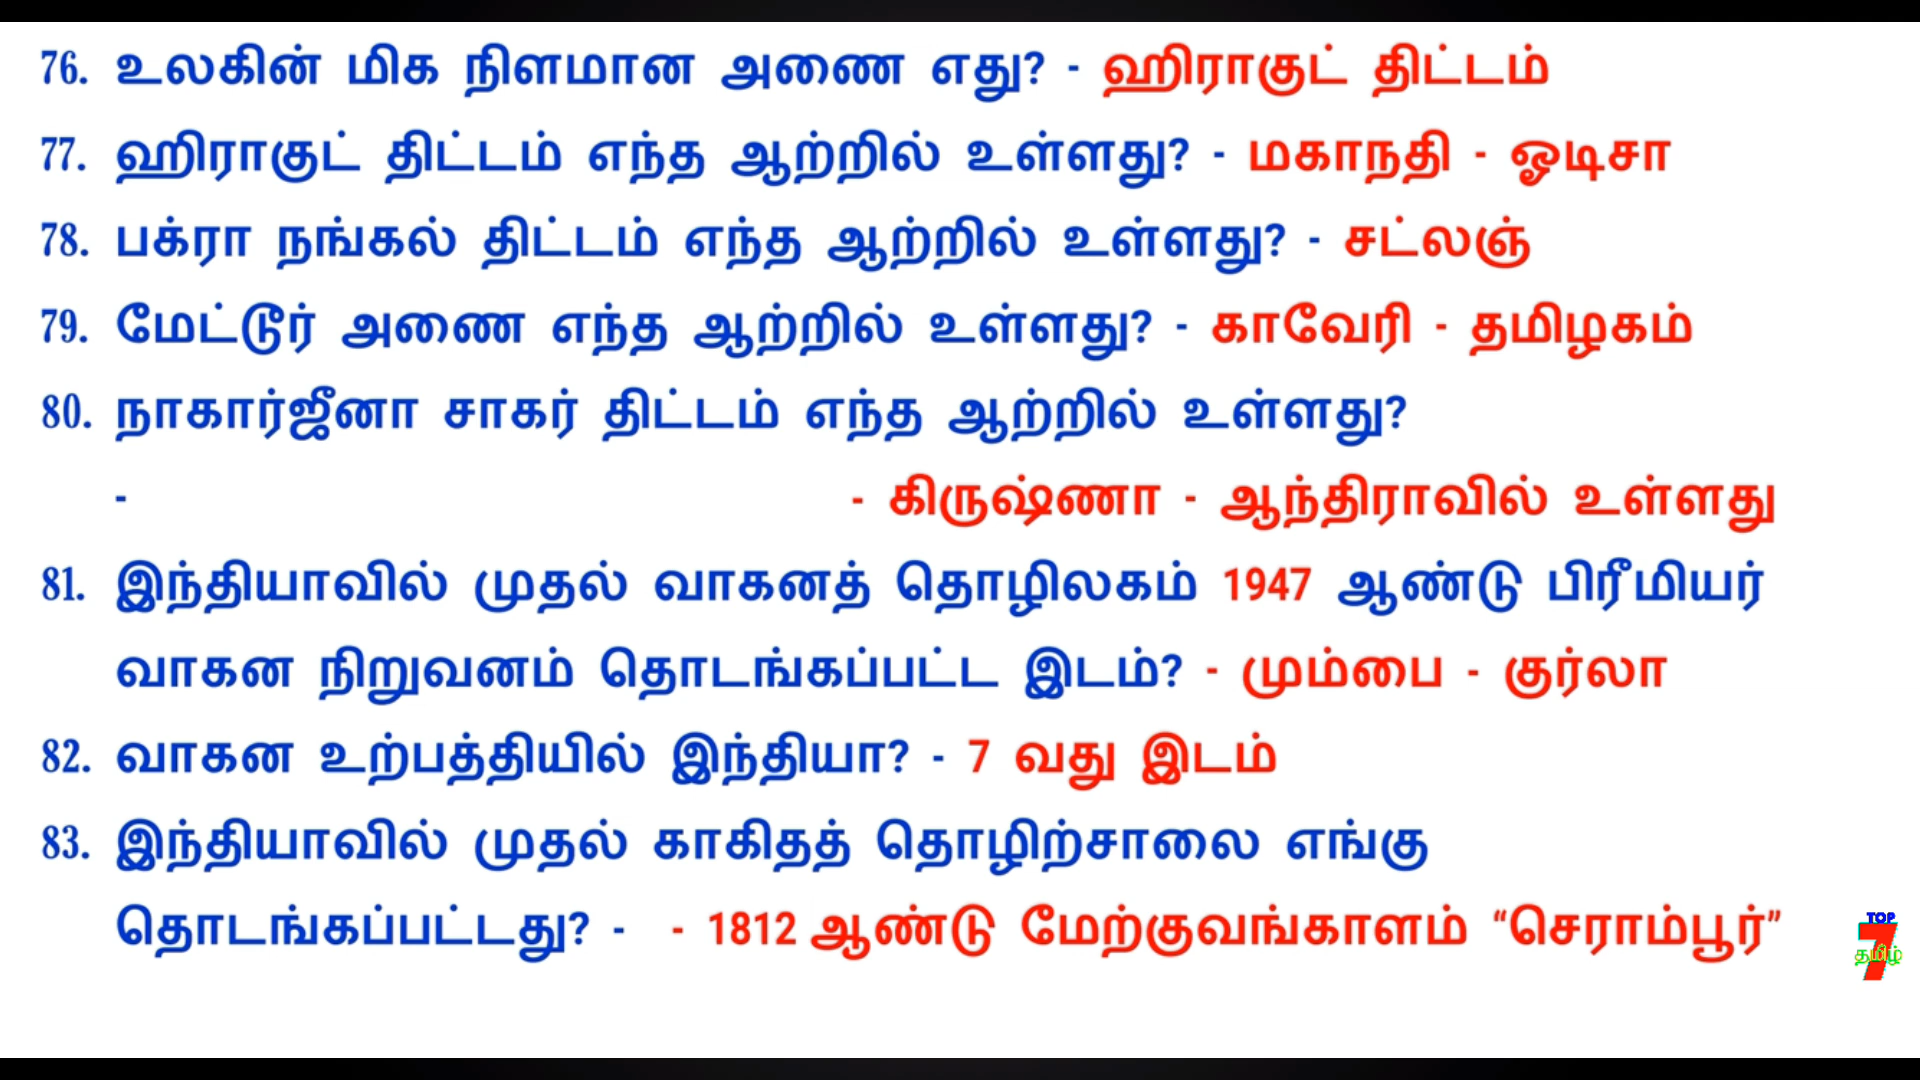 76. உலகின் மிக நிளமான அணை எது? - ஹிராகுட் திட்டம்
77. ஹிராகுட் திட்டம் எந்த ஆற்றில் உள்ளது? - மகாநதி - ஓடிசா
78. பக்ரா நங்கல் திட்டம் எந்த ஆற்றில் உள்ளது? - சட்லஞ்
79. மேட்டூர் அணை எந்த ஆற்றில் உள்ளது? - காவேரி - தமிழகம்
80. நாகார்ஜீனா சாகர் திட்டம் எந்த ஆற்றில் உள்ளது?
- - கிருஷ்ணா - ஆந்திராவில் உள்ளது
81. இந்தியாவில் முதல் வாகனத் தொழிலகம் 1947 ஆண்டு பிரீமியர்
வாகன நிறுவனம் தொடங்கப்பட்ட இடம்? - மும்பை - குர்லா
82. வாகன உற்பத்தியில் இந்தியா? - 7 வது இடம்
83. இந்தியாவில் முதல் காகிதத் தொழிற்சாலை எங்கு
தொடங்கப்பட்டது? - - 1812 ஆண்டு மேற்குவங்காளம் “செராம்பூர்”
TOP
7
தமிழ்